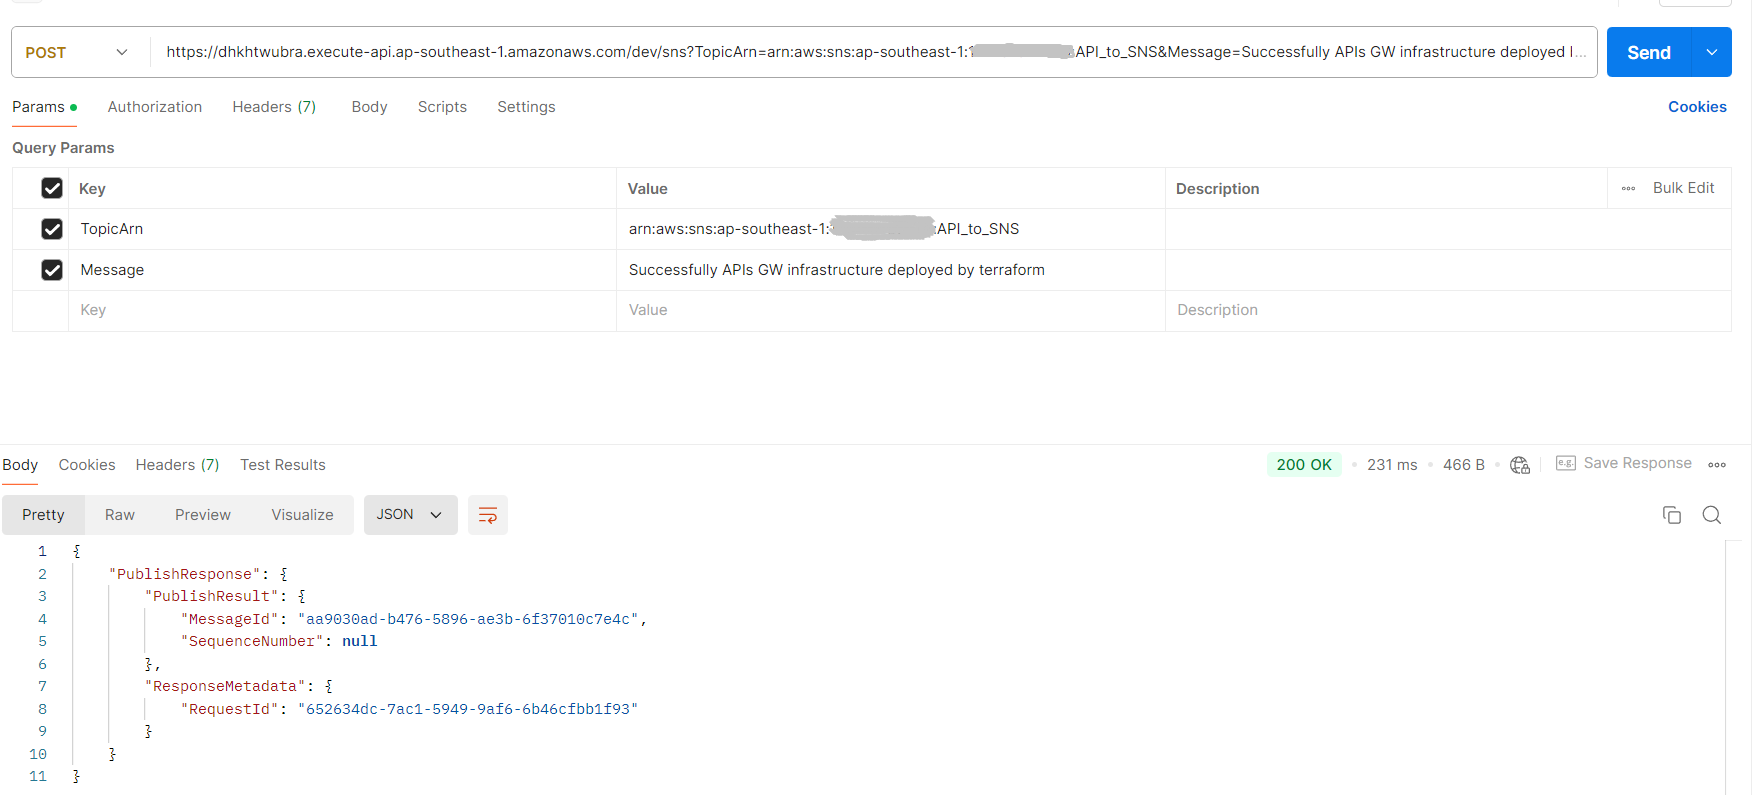 POST https://dhkhtwubra.execute-api.ap-southeast-1.amazonaws.com/dev/sns?TopicArn=arn:aws:sns:ap-southeast-1:1 API_to_SNS&Message=Successfully APIs GW infrastructure deployed l... Send
Params Authorization Headers (7) Body Scripts Settings Cookies
Query Params
Key Value Description Bulk Edit
TopicArn arn:aws:sns:ap-southeast-1: :API_to_SNS
Message Successfully APIs GW infrastructure deployed by terraform
Key Value Description
Body Cookies Headers (7) Test Results 200 OK 231 ms 466 B e.g. Save Response
Pretty Raw Preview Visualize JSON
1 {
2 "PublishResponse": {
3 "PublishResult": {
4 "MessageId": "aa9030ad-b476-5896-ae3b-6f37010c7e4c",
5 "SequenceNumber": null
6 },
7 "ResponseMetadata": {
8 "RequestId": "652634dc-7ac1-5949-9af6-6b46cfbb1f93"
9 }
10 }
11 }